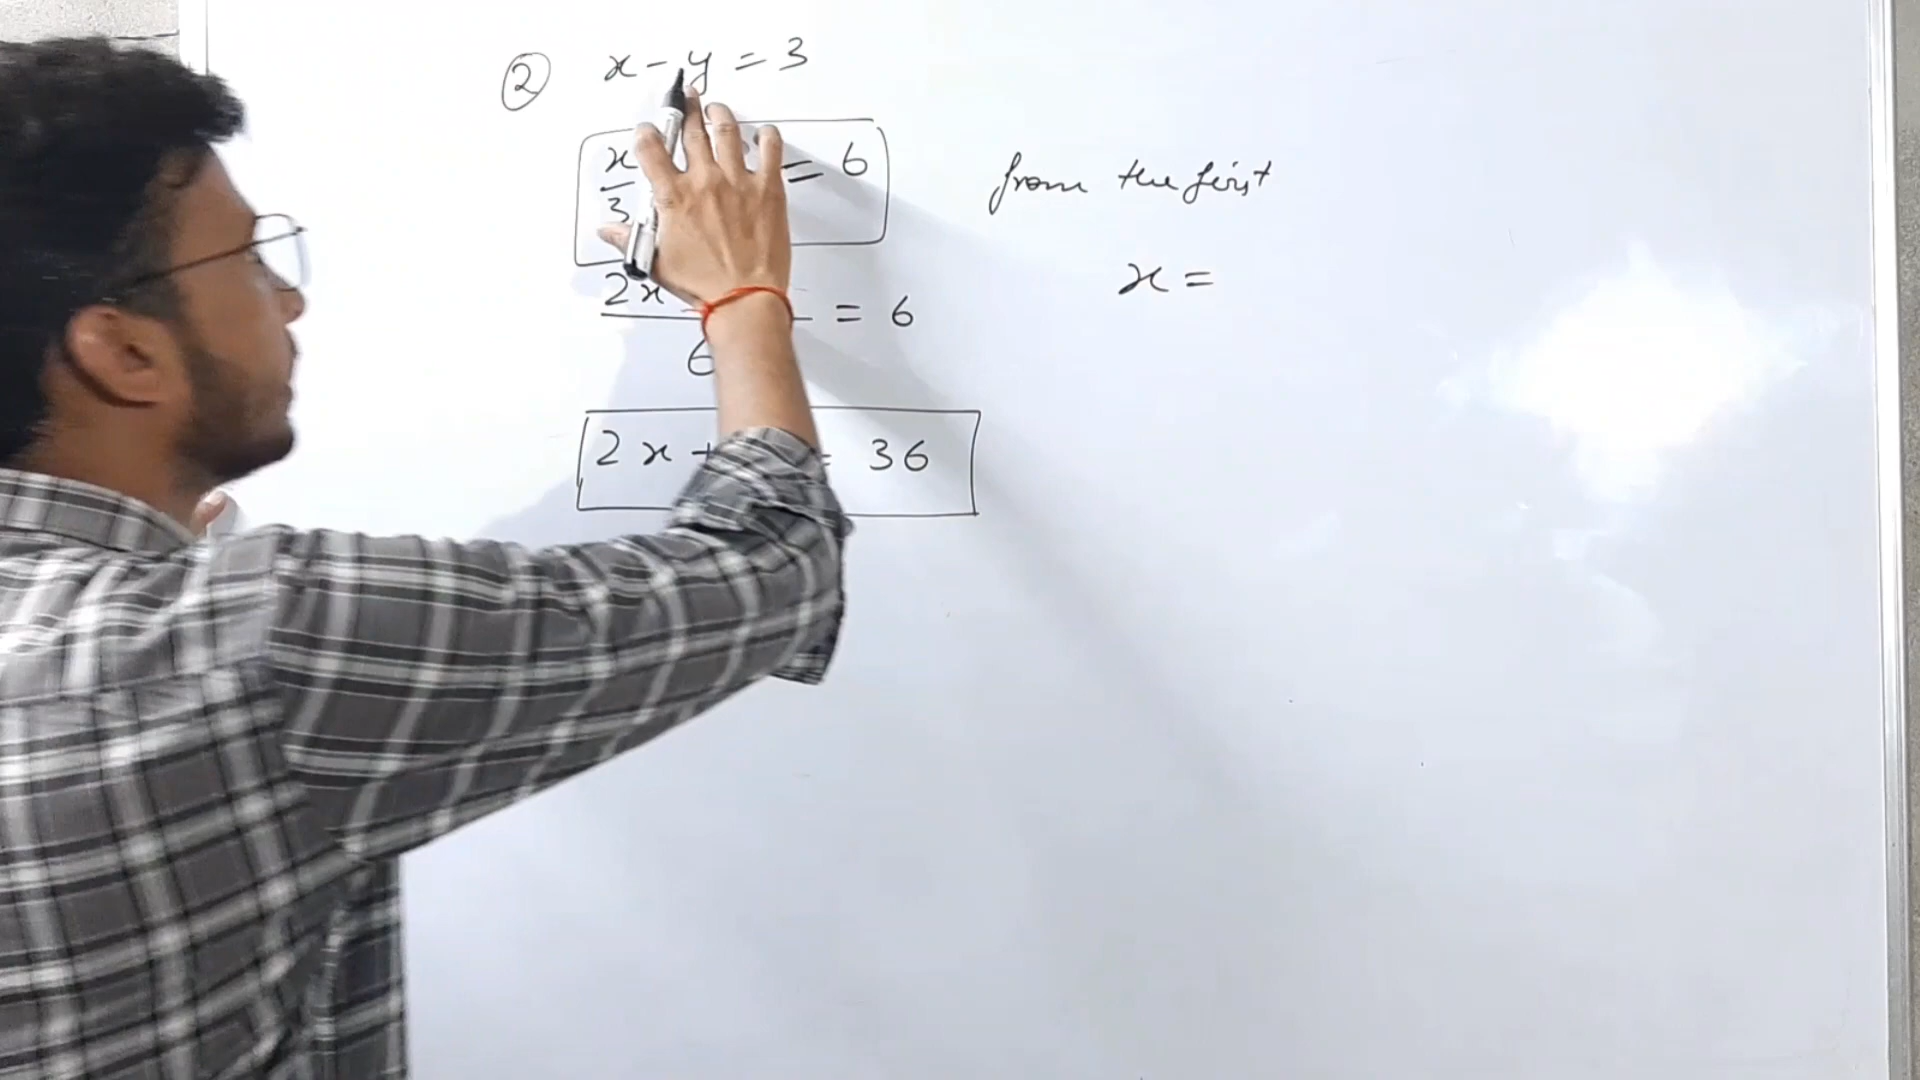 ② x - y = 3
x/3 = 6
2x = 6
6
2x + = 36
from the first
x =